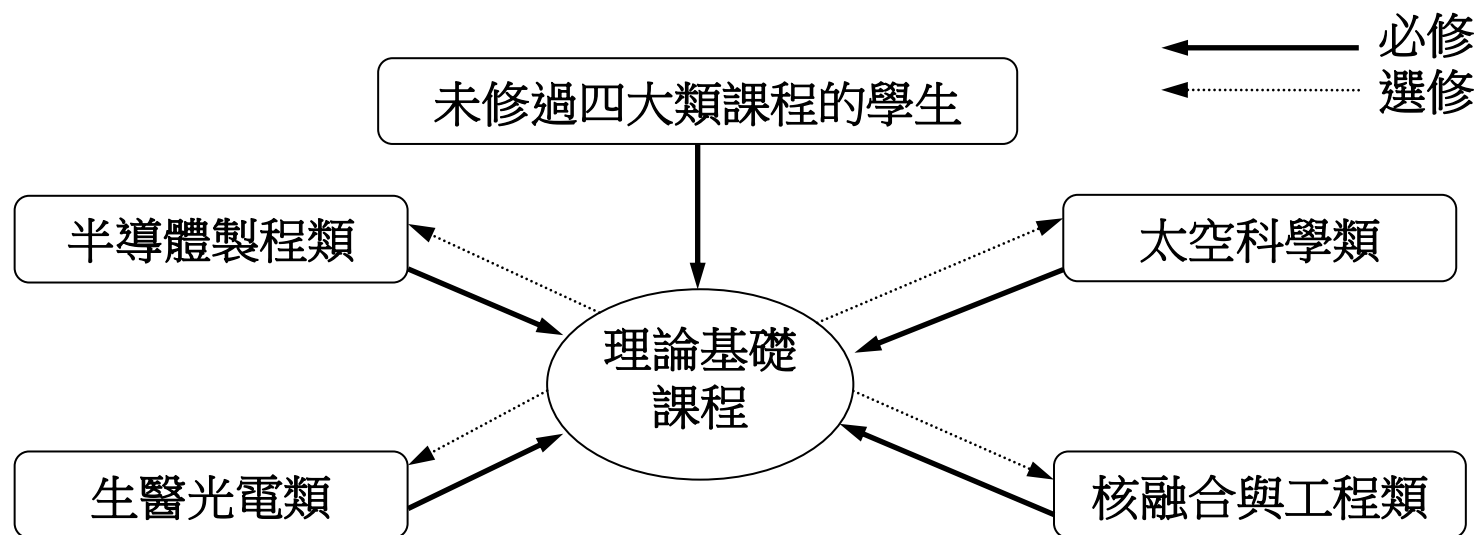 必修
選修
未修過四大類課程的學生
半導體製程類
太空科學類
理論基礎
課程
生醫光電類
核融合與工程類